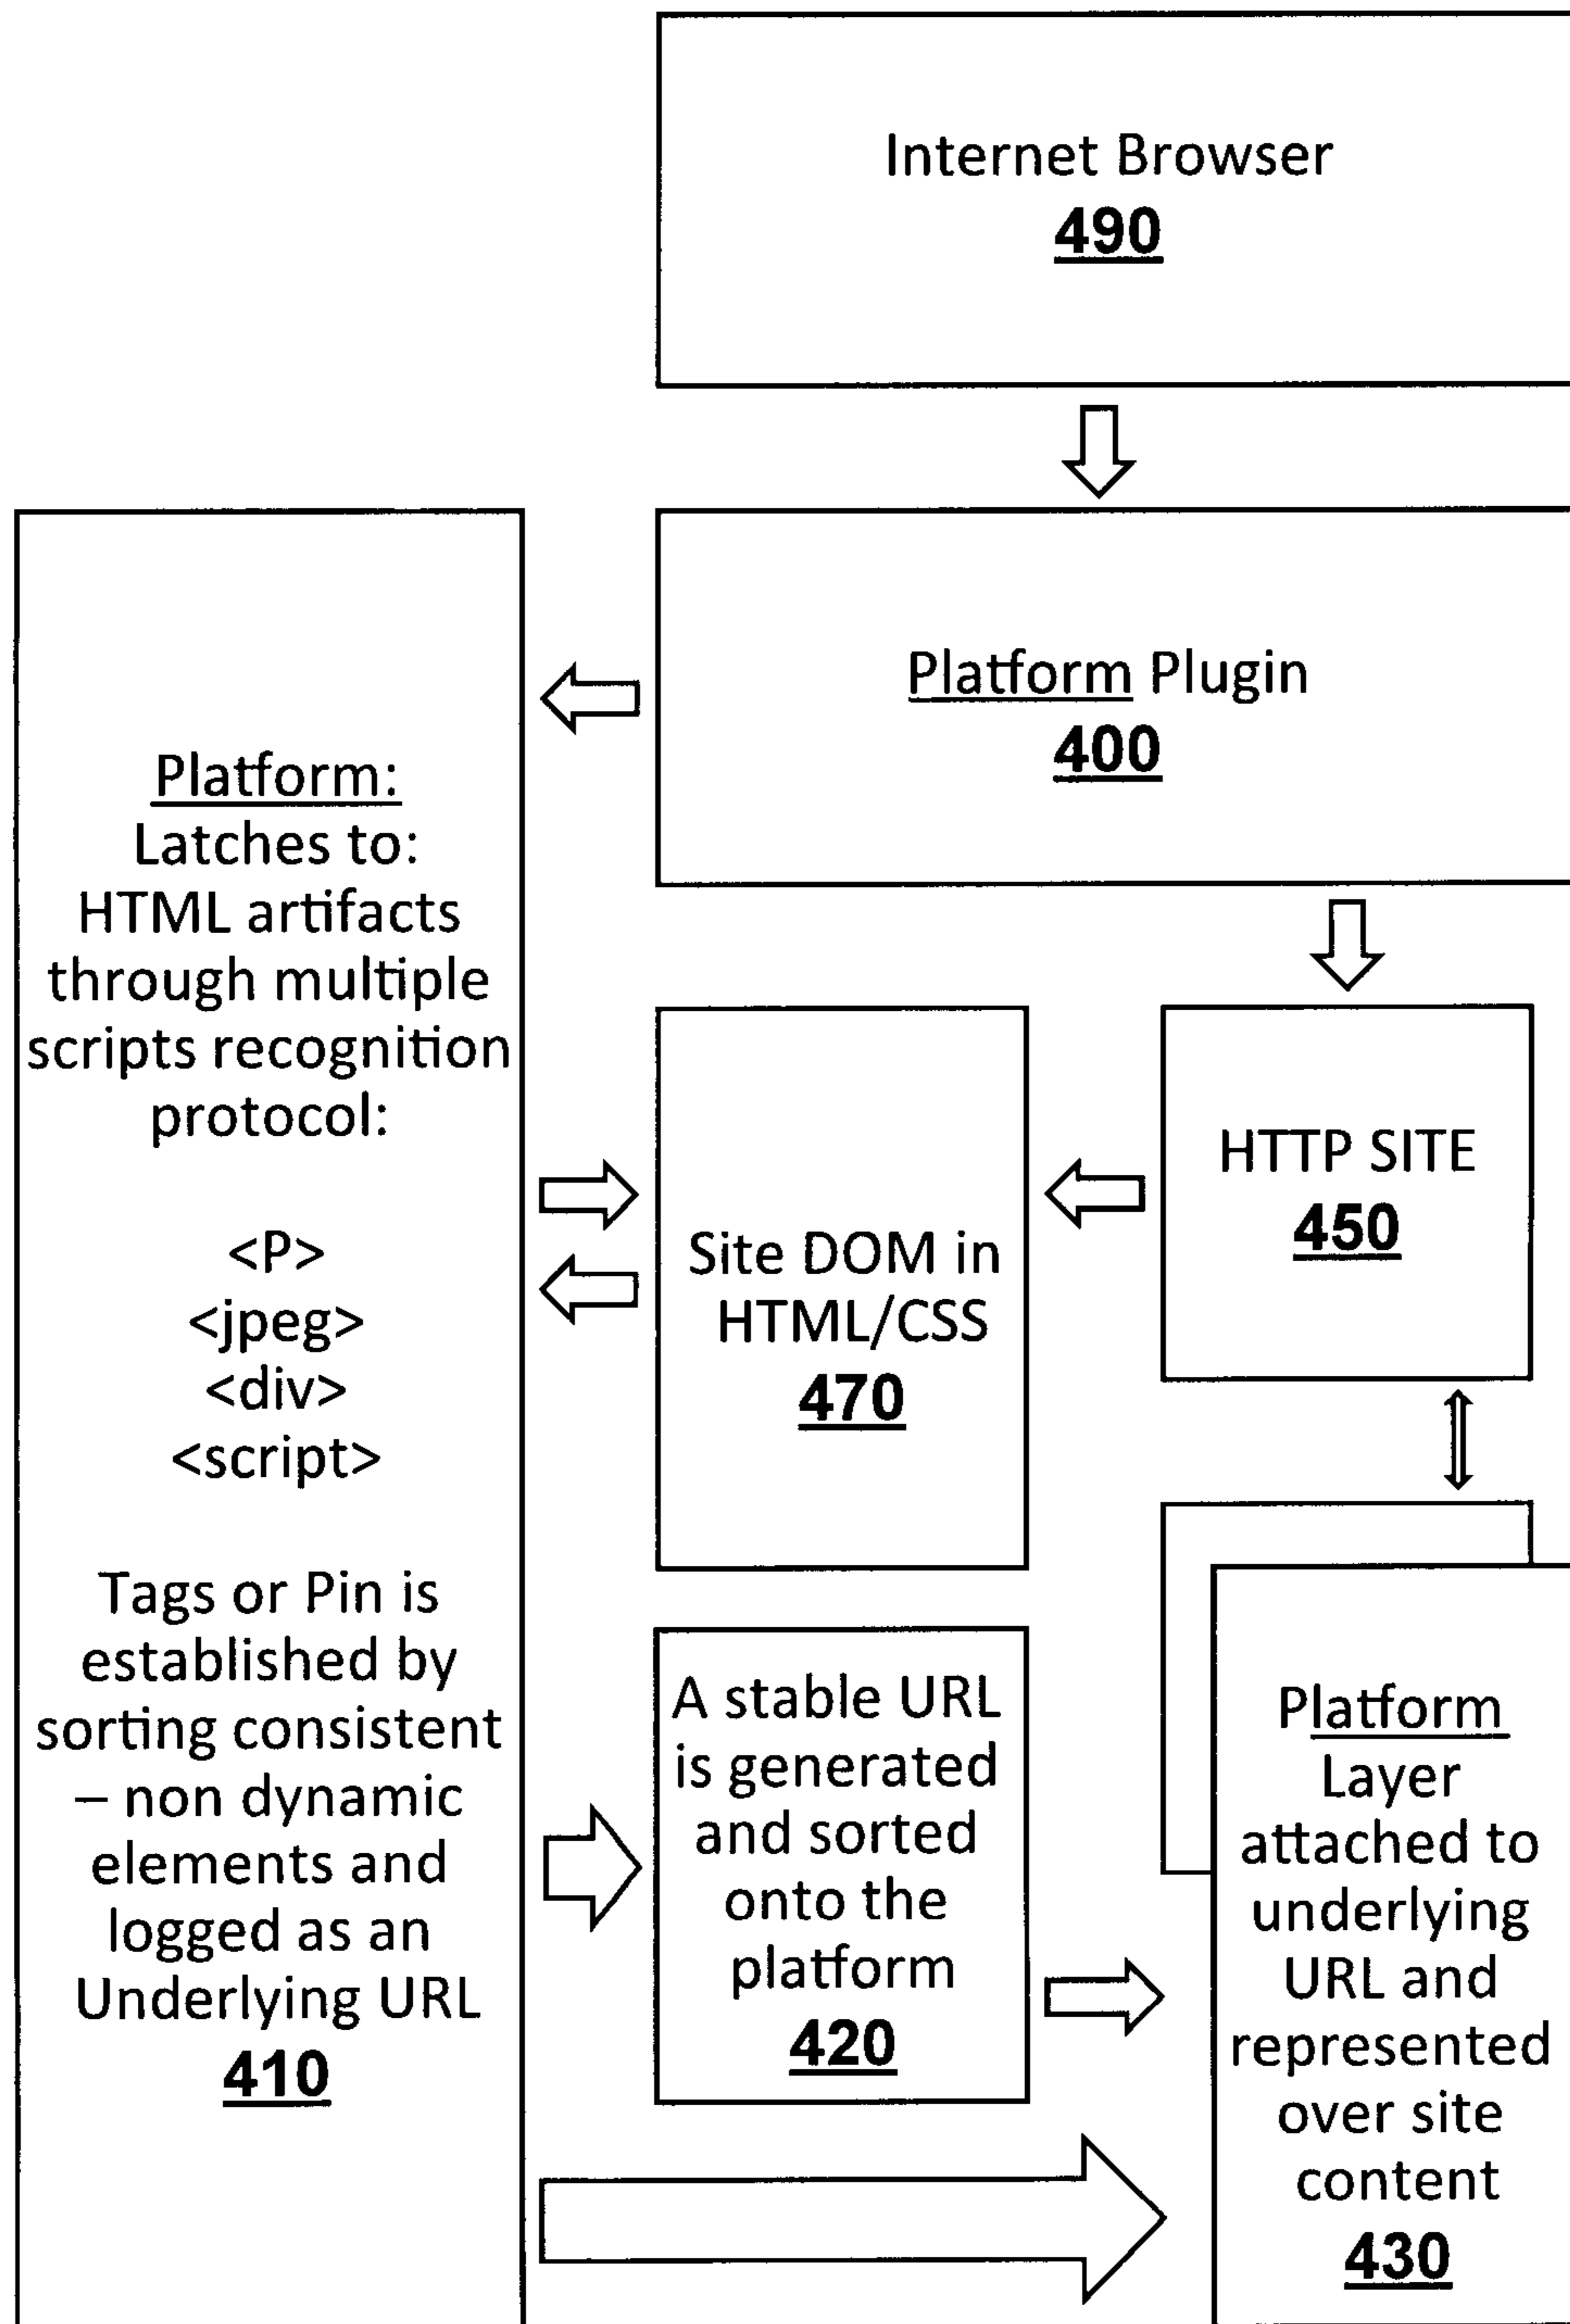 Internet Browser
490
Platform Plugin
400
Platform:
Latches to:
HTML artifacts
through multiple
scripts recognition
protocol:
<P>
<jpeg>
<div>
<script>
Tags or Pin is
established by
sorting consistent
– non dynamic
elements and
logged as an
Underlying URL
410
Site DOM in
HTML/CSS
470
HTTP SITE
450
A stable URL
is generated
and sorted
onto the
platform
420
Platform
Layer
attached to
underlying
URL and
represented
over site
content
430